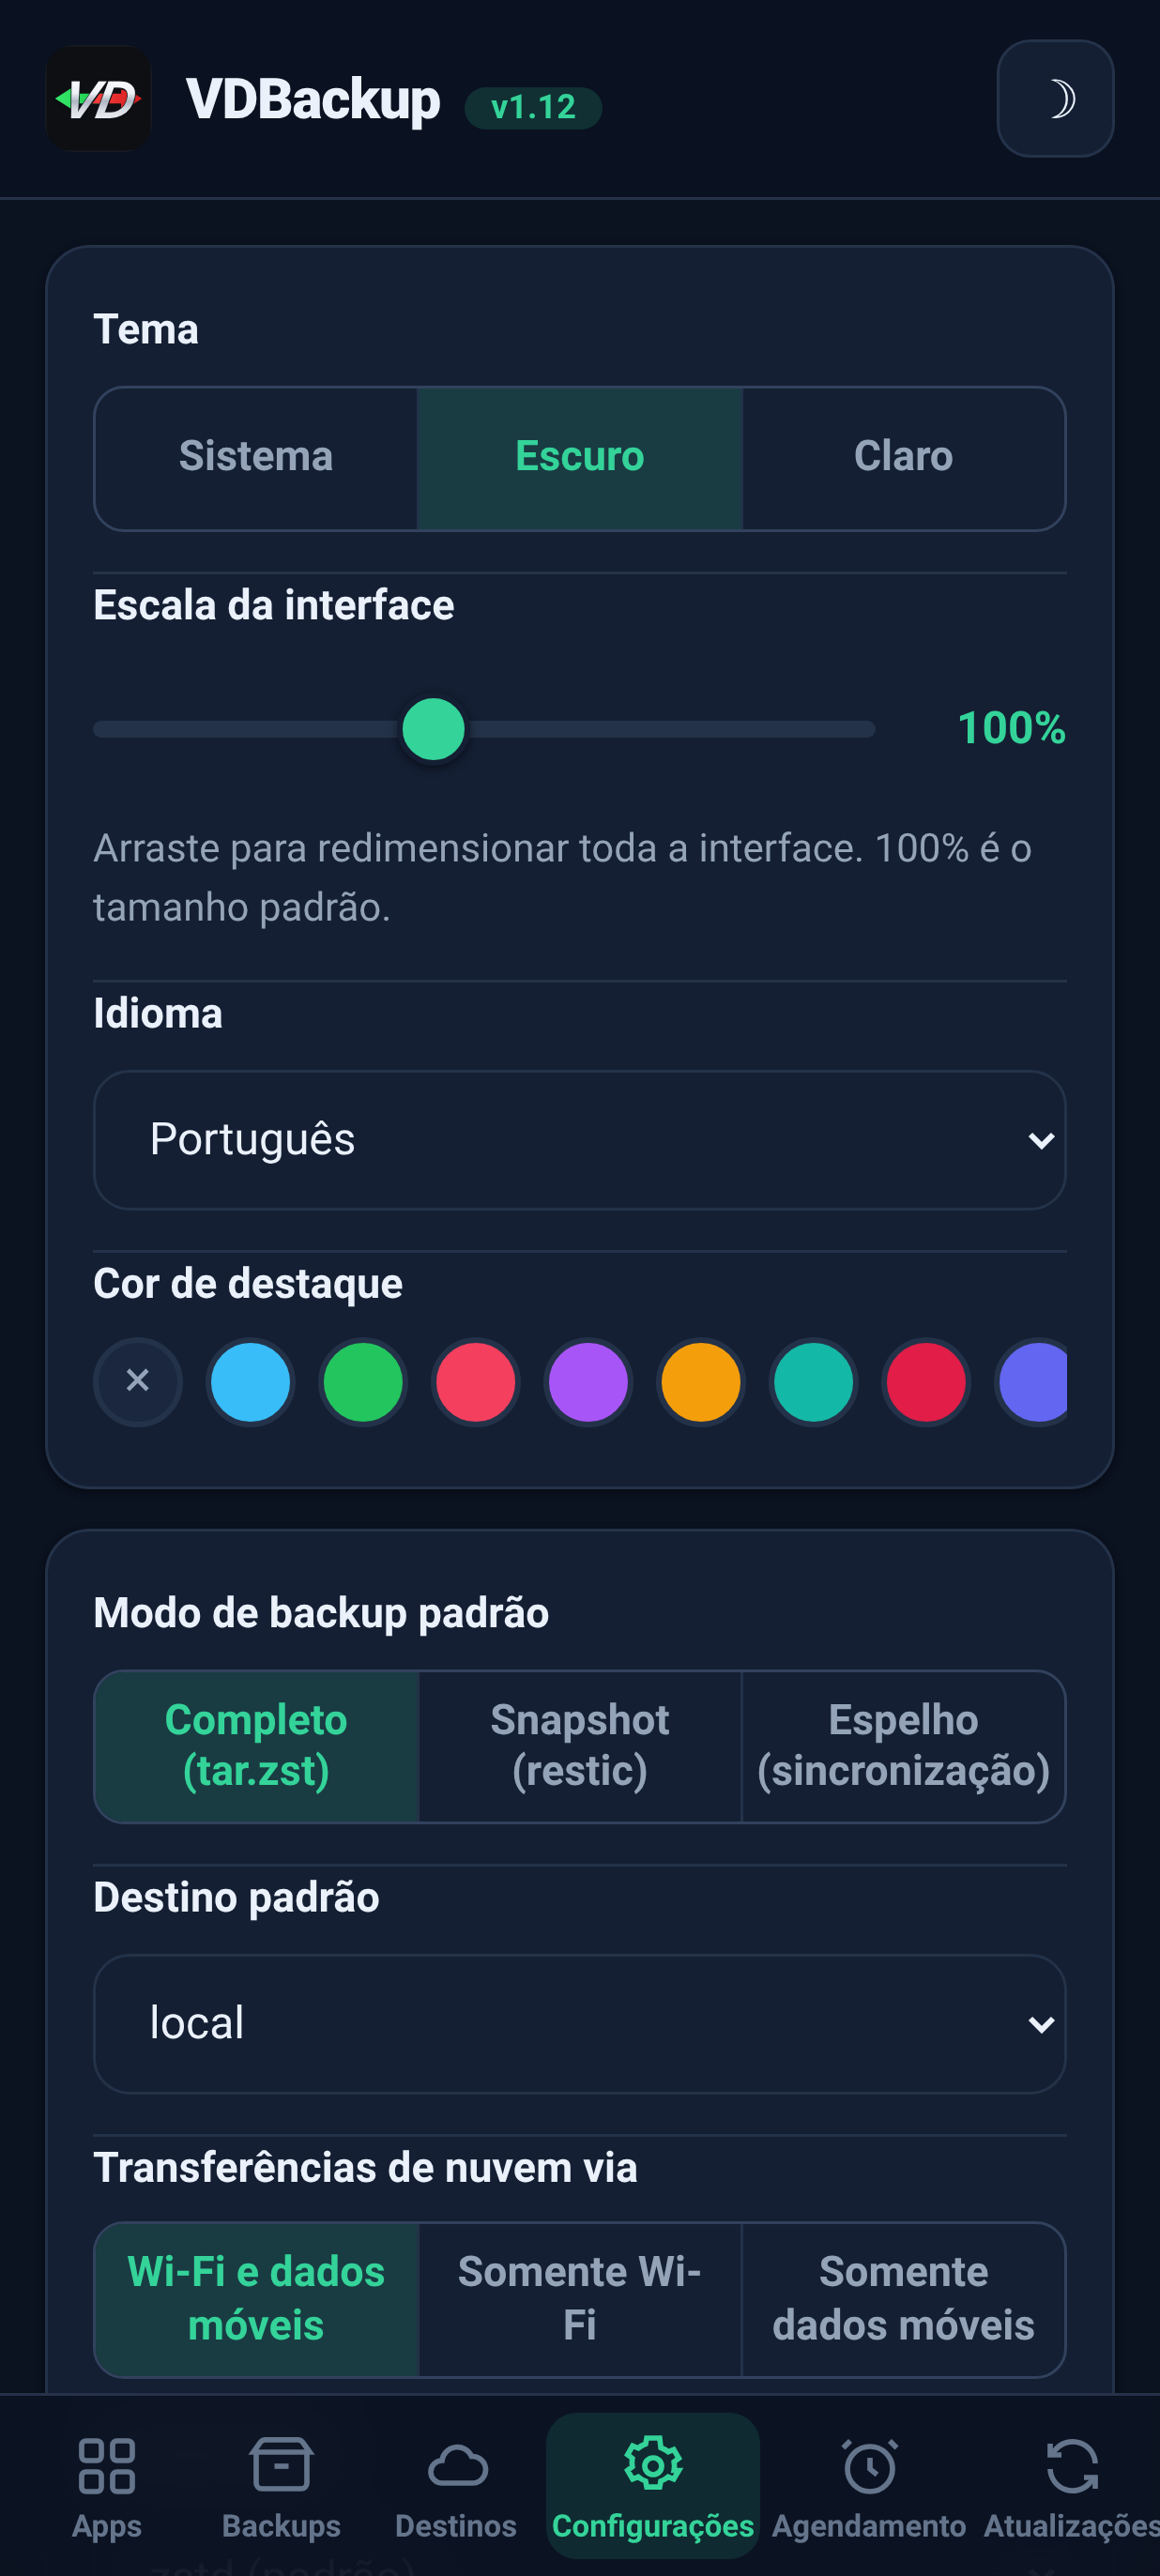 VD
VDBackup v1.12
Tema
Sistema Escuro Claro
Escala da interface
100%
Arraste para redimensionar toda a interface. 100% é o
tamanho padrão.
Idioma
Português
Cor de destaque
×
Modo de backup padrão
Completo
(tar.zst)
Snapshot
(restic)
Espelho
(sincronização)
Destino padrão
local
Transferências de nuvem via
Wi-Fi e dados
móveis
Somente Wi-
Fi
Somente
dados móveis
Apps Backups Destinos Configurações Agendamento Atualizações
zstd (padrão)